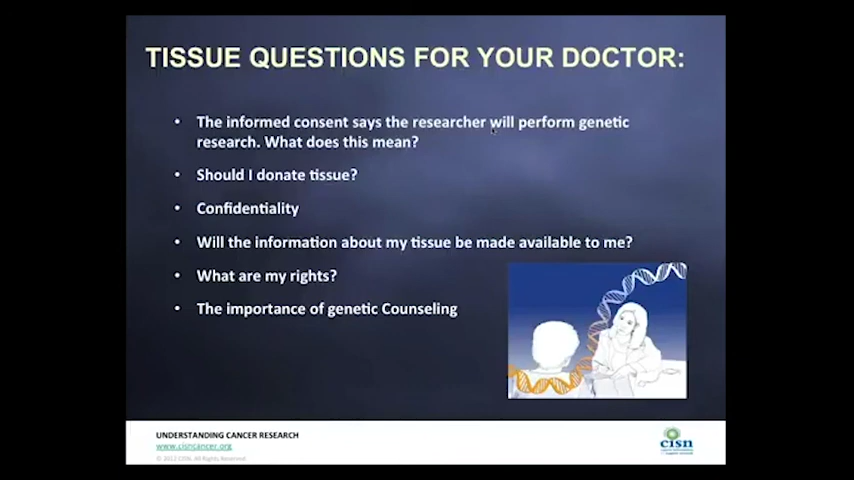 TISSUE QUESTIONS FOR YOUR DOCTOR:
• The informed consent says the researcher will perform genetic
research. What does this mean?
• Should I donate tissue?
• Confidentiality
• Will the information about my tissue be made available to me?
• What are my rights?
• The importance of genetic Counseling
UNDERSTANDING CANCER RESEARCH
www.cisncancer.org
© 2012 CISN. All Rights Reserved
cisn